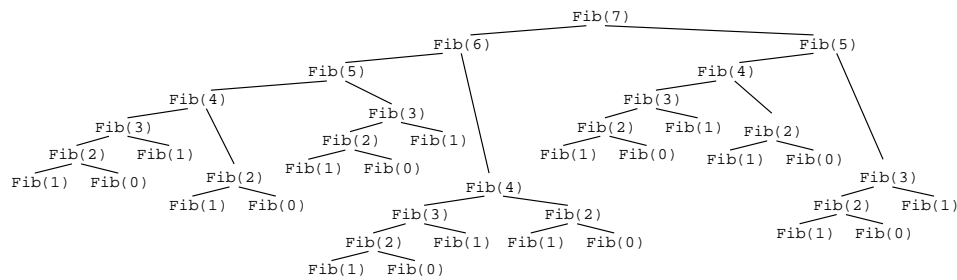 Fib(7)
Fib(6) Fib(5)
Fib(5) Fib(4)
Fib(4) Fib(3)
Fib(3) Fib(3) Fib(2) Fib(1)
Fib(2) Fib(1) Fib(2) Fib(1) Fib(1) Fib(0) Fib(2)
Fib(1) Fib(0) Fib(2) Fib(1) Fib(0) Fib(1) Fib(0) Fib(3)
Fib(1) Fib(0) Fib(4) Fib(2) Fib(1)
Fib(3) Fib(2) Fib(1) Fib(0)
Fib(2) Fib(1) Fib(1) Fib(0)
Fib(1) Fib(0)